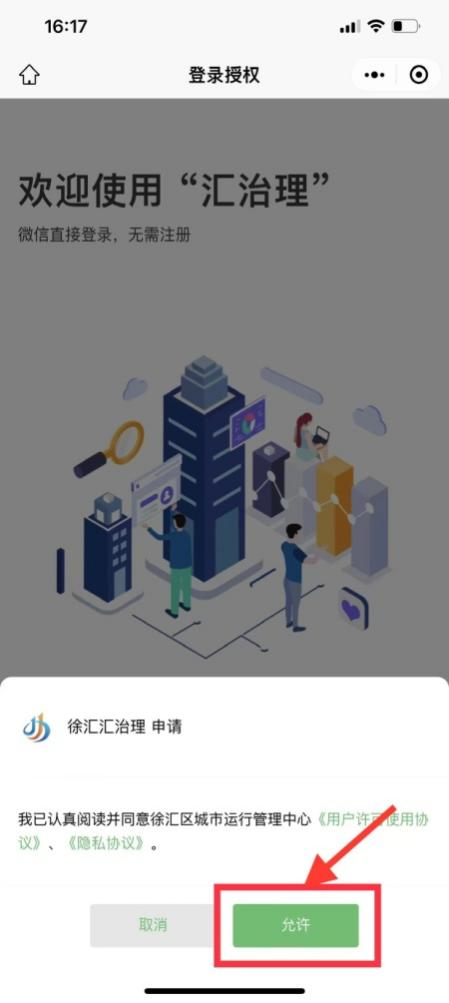 16:17
登录授权
欢迎使用“汇治理”
微信直接登录，无需注册
徐汇汇治理 申请
我已认真阅读并同意徐汇区城市运行管理中心《用户许可使用协
议》、《隐私协议》。
取消
允许